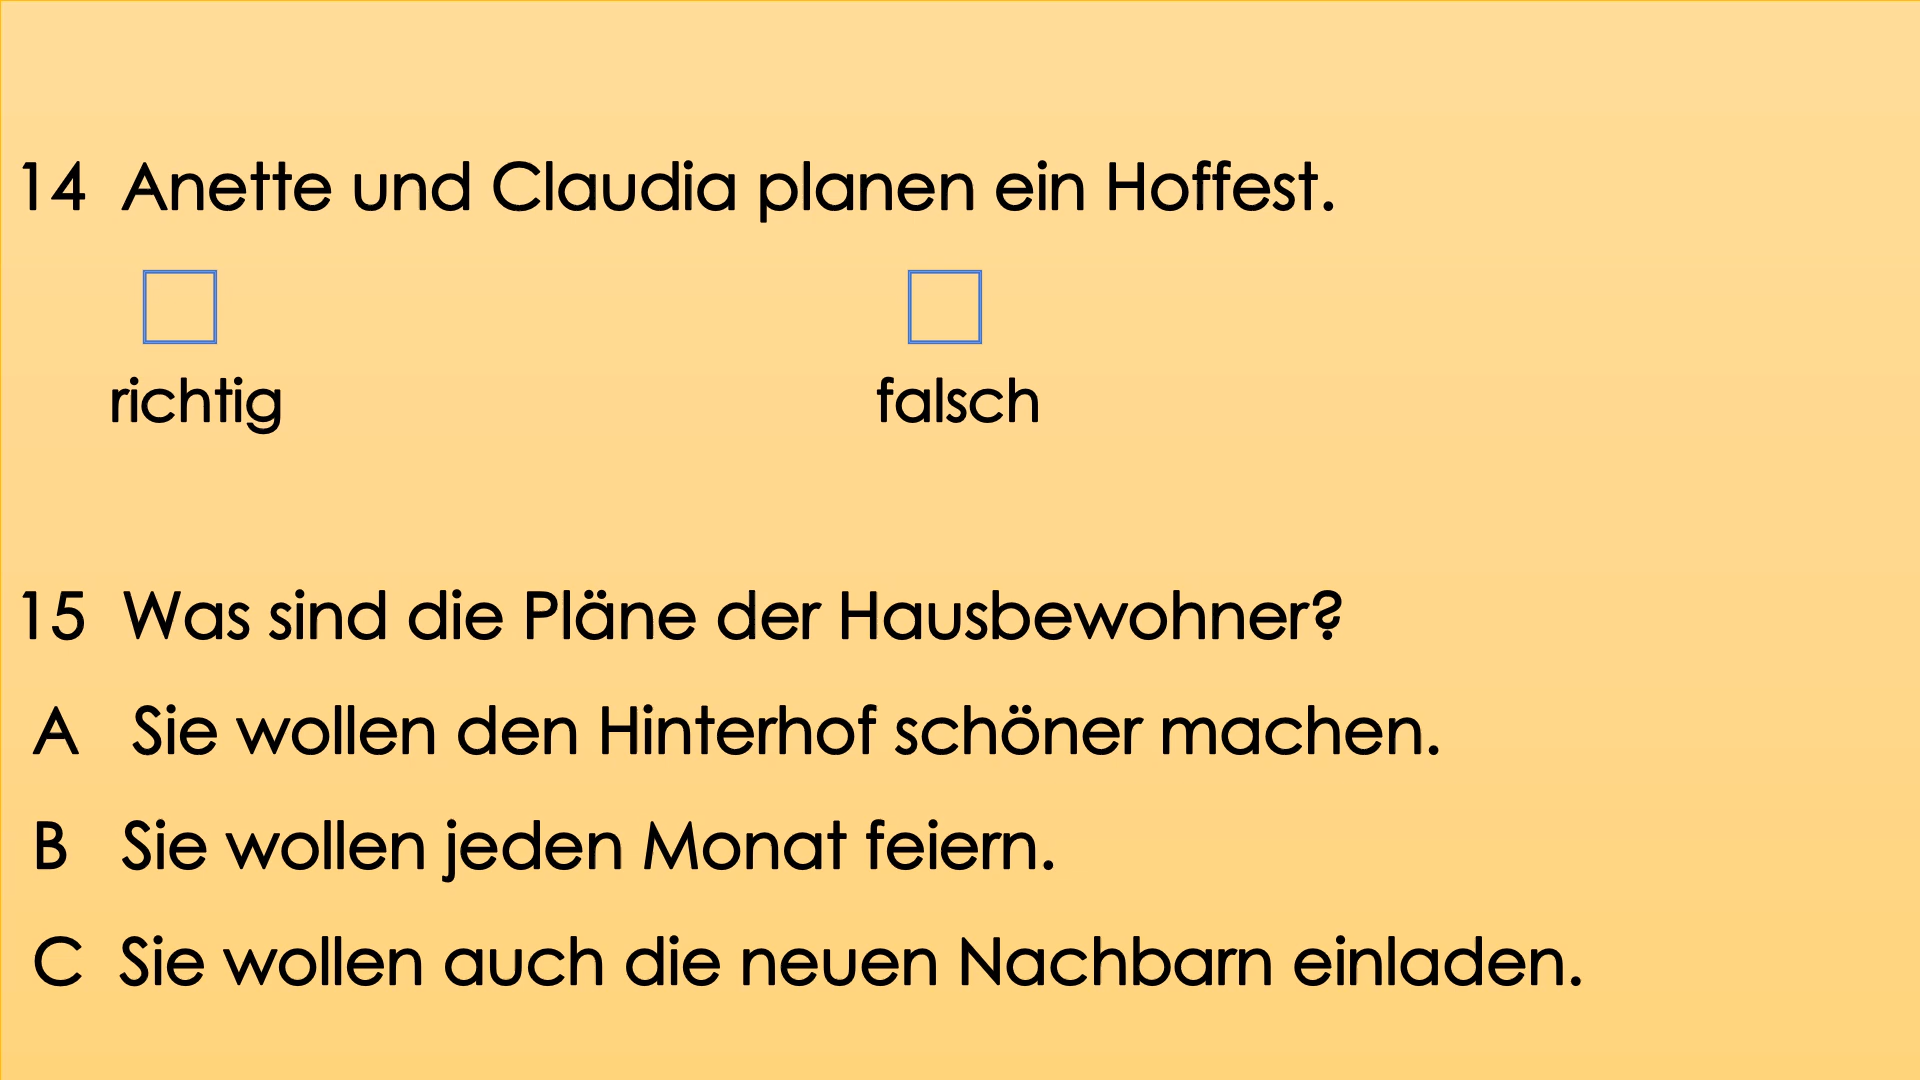 14 Anette und Claudia planen ein Hoffest.
richtig falsch
15 Was sind die Pläne der Hausbewohner?
A Sie wollen den Hinterhof schöner machen.
B Sie wollen jeden Monat feiern.
C Sie wollen auch die neuen Nachbarn einladen.